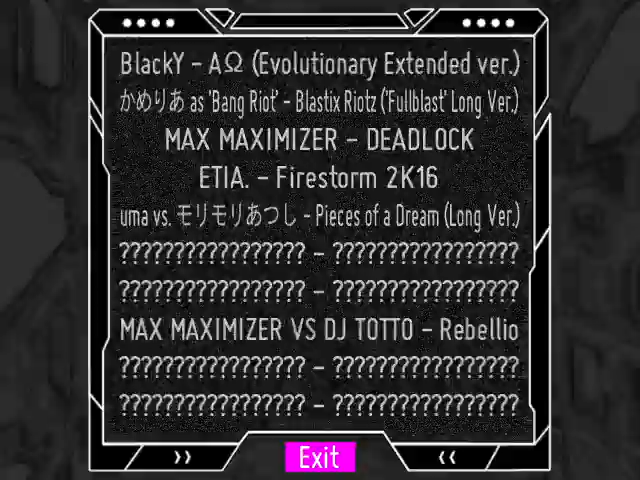 BlackY - AΩ (Evolutionary Extended ver.)
かめりあ as 'Bang Riot' - Blastix Riotz ('Fullblast' Long Ver.)
MAX MAXIMIZER - DEADLOCK
ETIA. - Firestorm 2K16
uma vs. モリモリあつし - Pieces of a Dream (Long Ver.)
????????????????? - ?????????????????
????????????????? - ?????????????????
MAX MAXIMIZER VS DJ TOTTO - Rebellio
????????????????? - ?????????????????
????????????????? - ?????????????????
Exit